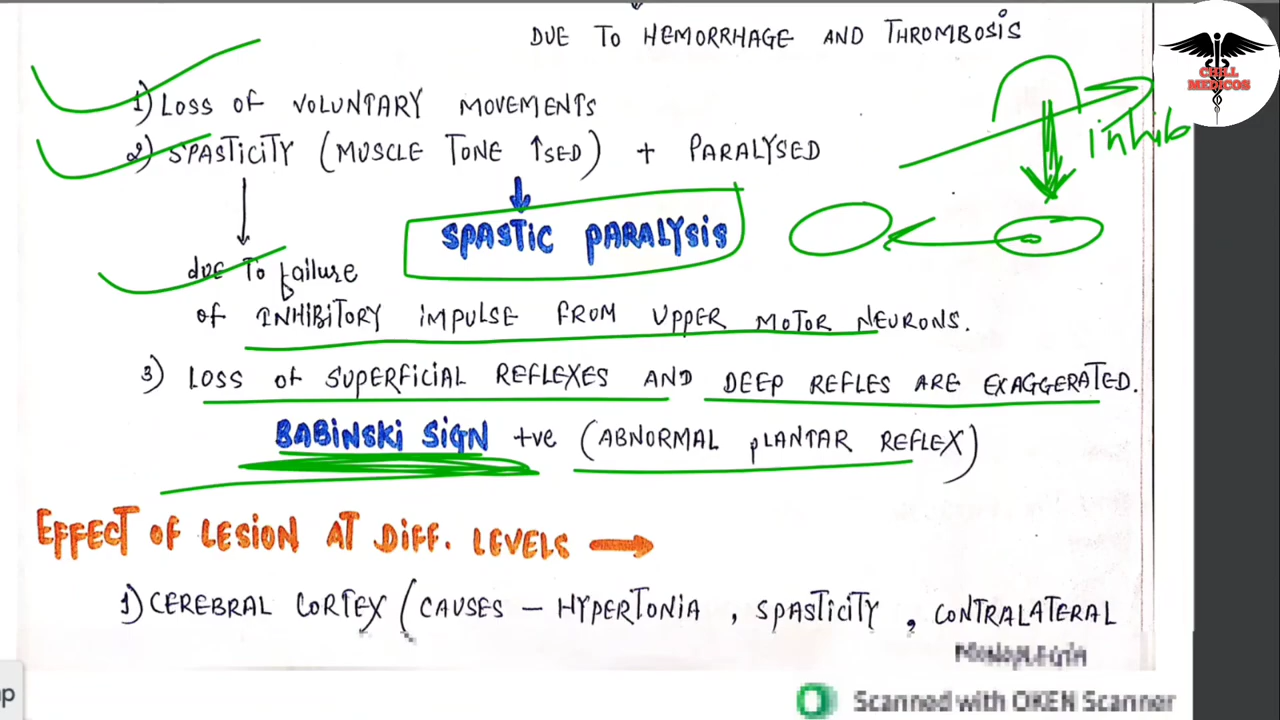 DUE TO HEMORRHAGE AND THROMBOSIS
CHILL
MEDICOS
1) LOSS OF VOLUNTARY MOVEMENTS
inhib
2) SPASTICITY (MUSCLE TONE ↑SED) + PARALYSED
SPASTIC PARALYSIS
due To failure
of INHIBITORY IMPULSE FROM UPPER MOTOR NEURONS.
3) LOSS OF SUPERFICIAL REFLEXES AND DEEP REFLES ARE EXAGGERATED.
BABINSKI SIGN +ve (ABNORMAL PLANTAR REFLEX)
EFFECT OF LESION AT DIFF. LEVELS →
1) CEREBRAL CORTEX (CAUSES - HYPERTONIA, SPASTICITY, CONTRALATERAL
MONOPLEGIA
Scanned with OKEN Scanner